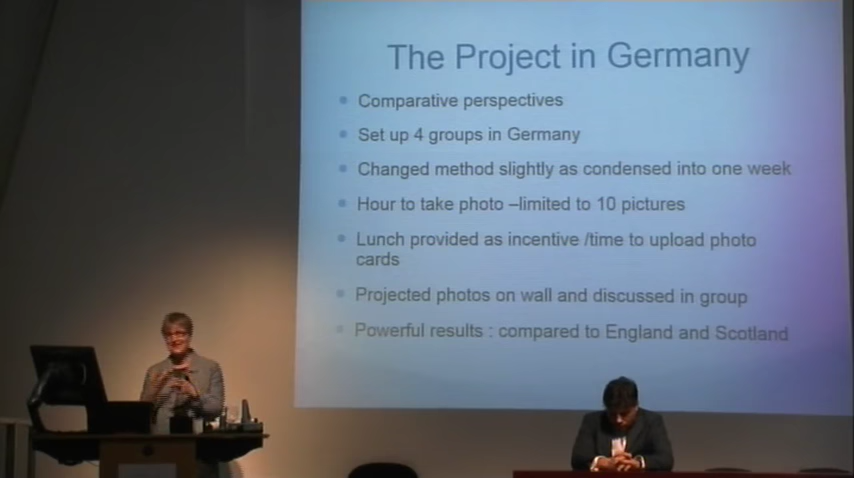 The Project in Germany
Comparative perspectives
Set up 4 groups in Germany
Changed method slightly as condensed into one week
Hour to take photo –limited to 10 pictures
Lunch provided as incentive /time to upload photo
cards
Projected photos on wall and discussed in group
Powerful results : compared to England and Scotland